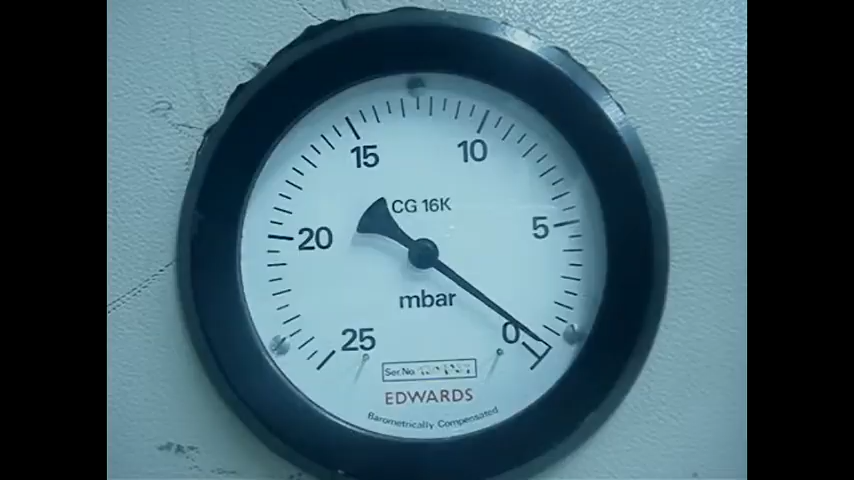 15
10
CG 16K
20
5
mbar
25
0
Ser. No.
EDWARDS
Barometrically Compensated